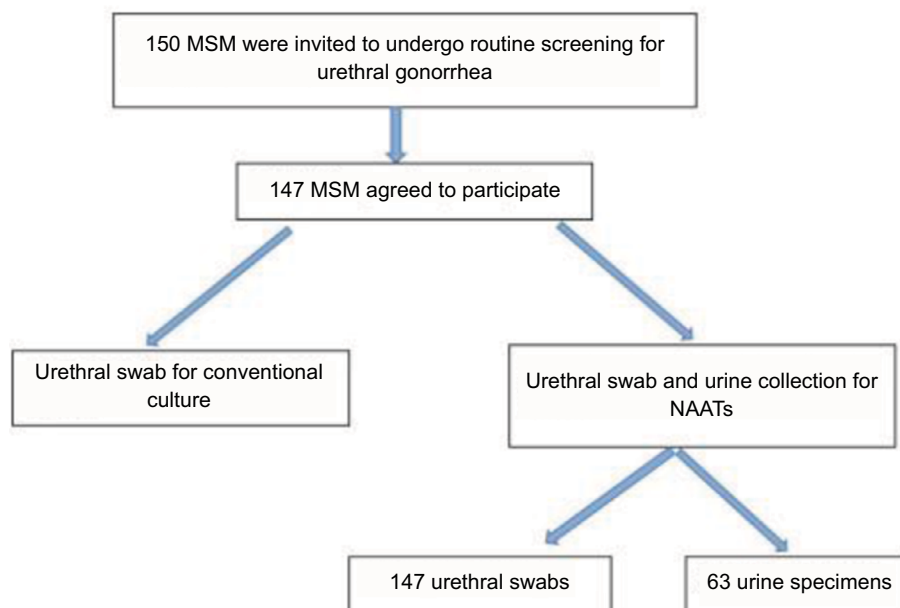 150 MSM were invited to undergo routine screening for
urethral gonorrhea
147 MSM agreed to participate
Urethral swab for conventional
culture
Urethral swab and urine collection for
NAATs
147 urethral swabs
63 urine specimens